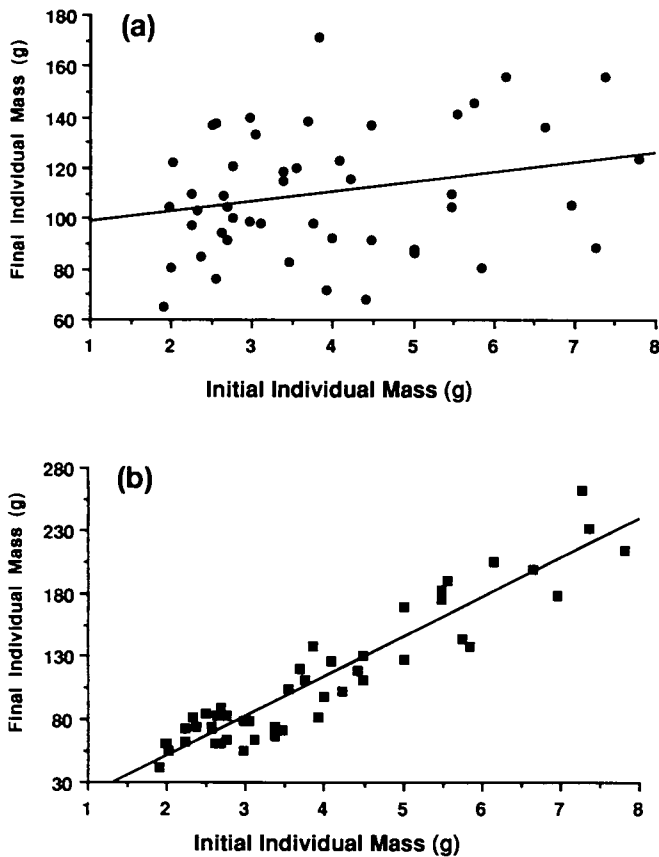 (a)
Final Individual Mass (g)
180
160
140
120
100
80
60
1 2 3 4 5 6 7 8
Initial Individual Mass (g)
(b)
Final Individual Mass (g)
280
230
180
130
80
30
1 2 3 4 5 6 7 8
Initial Individual Mass (g)